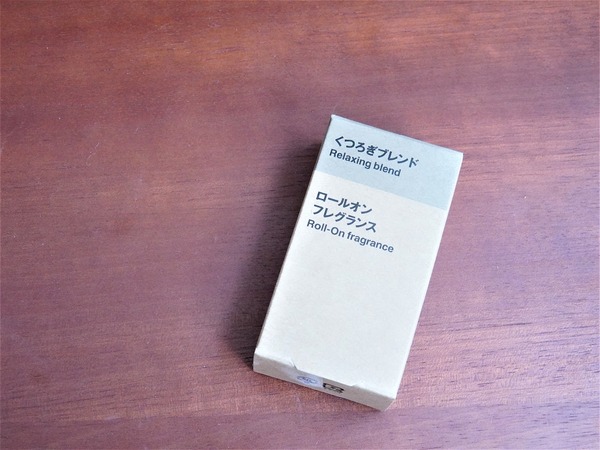 くつろぎブレンド
Relaxing blend
ロールオン
フレグランス
Roll-On fragrance